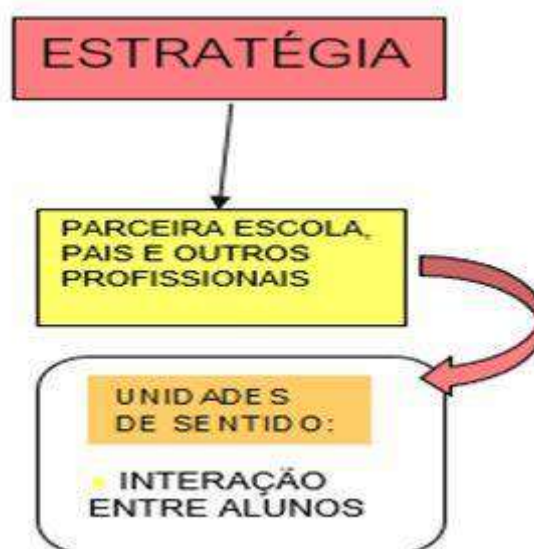 ESTRATÉGIA
PARCEIRA ESCOLA,
PAIS E OUTROS
PROFISSIONAIS
UNIDADES
DE SENTIDO:
• INTERAÇÃO
ENTRE ALUNOS